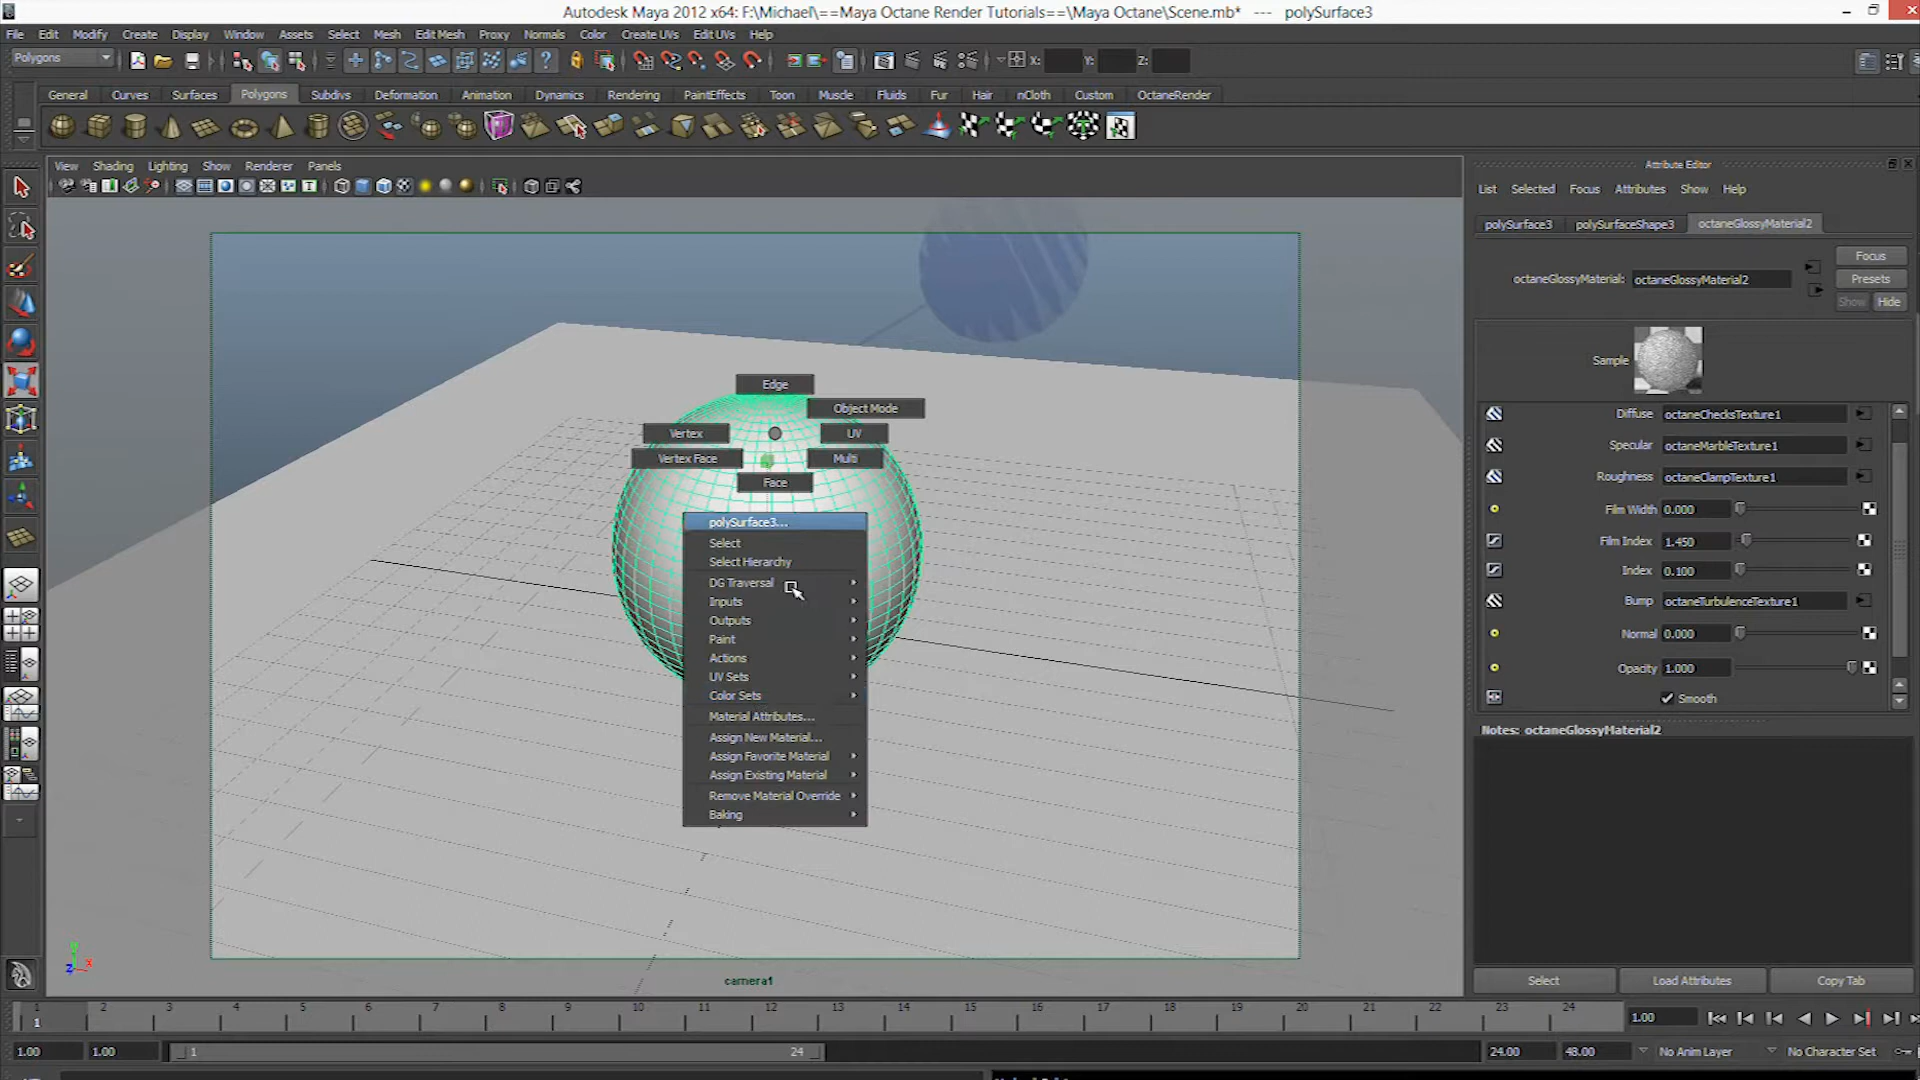 Autodesk Maya 2012 x64: F:\Michael\==Maya Octane Render Tutorials==\Maya Octane\Scene.mb* --- polySurface3
File Edit Modify Create Display Window Assets Select Mesh Edit Mesh Proxy Normals Color Create UVs Edit UVs Help
Polygons X: Y: Z:
General Curves Surfaces Polygons Subdivs Deformation Animation Dynamics Rendering PaintEffects Toon Muscle Fluids Fur Hair nCloth Custom OctaneRender
View Shading Lighting Show Renderer Panels
Attribute Editor
List Selected Focus Attributes Show Help
polySurface3 polySurfaceShape3 octaneGlossyMaterial2
Focus
octaneGlossyMaterial: octaneGlossyMaterial2
Presets
Show Hide
Sample
Diffuse octaneChecksTexture1
Specular octaneMarbleTexture1
Roughness octaneClampTexture1
Film Width 0.000
Film Index 1.450
Index 0.100
Bump octaneTurbulenceTexture1
Normal 0.000
Opacity 1.000
Smooth
Notes: octaneGlossyMaterial2
Select Load Attributes Copy Tab
Edge
Object Mode
Vertex UV
Vertex Face Multi
Face
polySurface3...
Select
Select Hierarchy
DG Traversal
Inputs
Outputs
Paint
Actions
UV Sets
Color Sets
Material Attributes...
Assign New Material...
Assign Favorite Material
Assign Existing Material
Remove Material Override
Baking
y
z x
camera1
1 2 3 4 5 6 7 8 9 10 11 12 13 14 15 16 17 18 19 20 21 22 23 24
1 1.00
1.00 1.00 1 24 24.00 48.00 No Anim Layer No Character Set